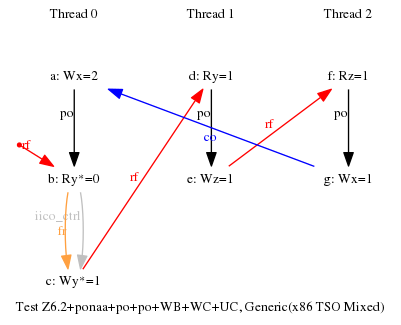 Thread 0 Thread 1 Thread 2
a: Wx=2 d: Ry=1 f: Rz=1
po po po
rf co rf
b: Ry*=0 e: Wz=1 g: Wx=1
rf
iico_ctrl
fr
c: Wy*=1
Test Z6.2+ponaa+po+po+WB+WC+UC, Generic(x86 TSO Mixed)